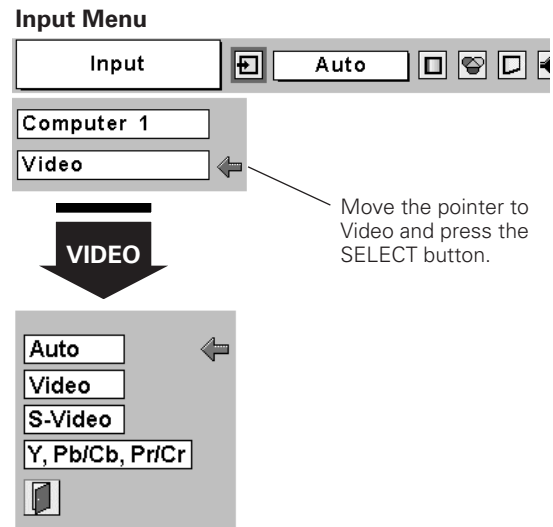 Input Menu
Input
Auto
Computer 1
Video
Move the pointer to
Video and press the
SELECT button.
VIDEO
Auto
Video
S-Video
Y, Pb/Cb, Pr/Cr